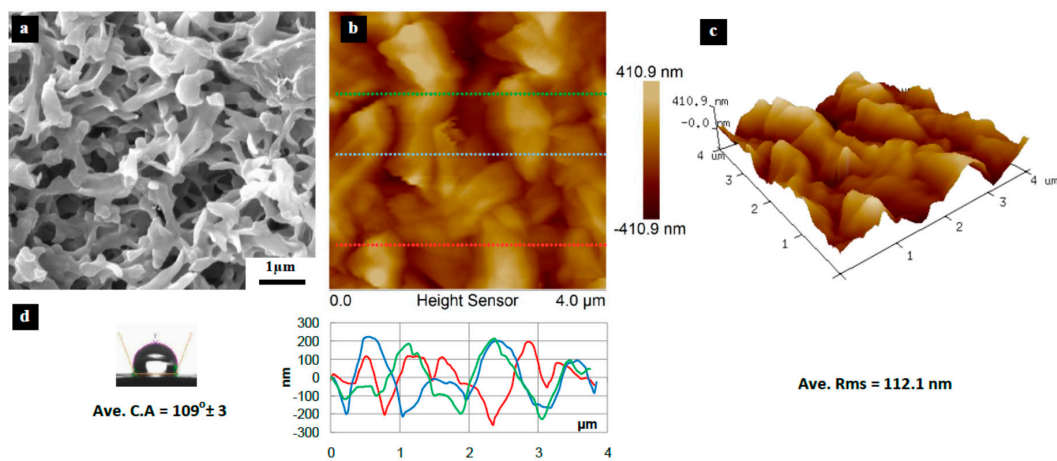 a
1µm
b
0.0 Height Sensor 4.0 µm
410.9 nm
-410.9 nm
c
410.9 nm
-0.0 nm
4 um
3
2
1
1
2
3
4 um
d
Ave. C.A = 109⁰± 3
300
200
100
0
-100
-200
-300
nm
0 1 2 3 4
µm
Ave. Rms = 112.1 nm